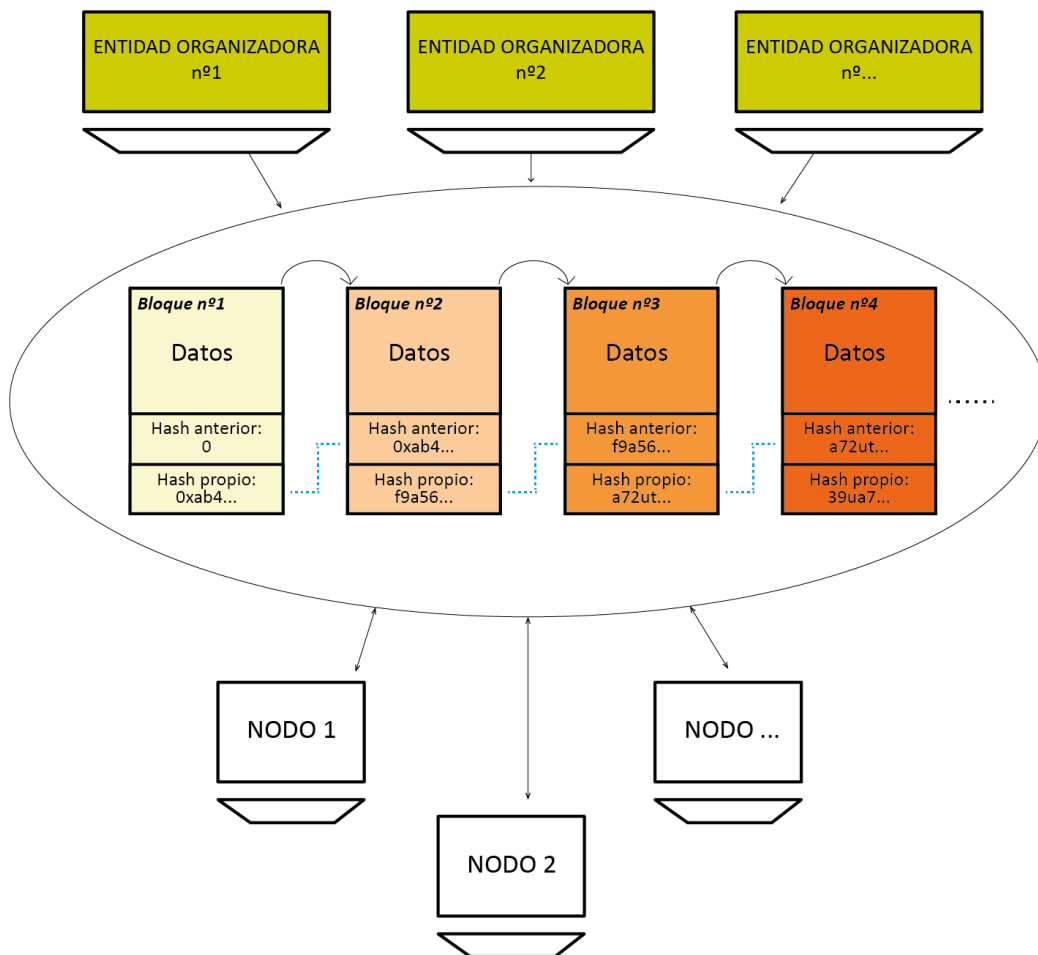 ENTIDAD ORGANIZADORA
nº1
ENTIDAD ORGANIZADORA
nº2
ENTIDAD ORGANIZADORA
nº...
Bloque nº1
Datos
Hash anterior:
0
Hash propio:
0xab4...
Bloque nº2
Datos
Hash anterior:
0xab4...
Hash propio:
f9a56...
Bloque nº3
Datos
Hash anterior:
f9a56...
Hash propio:
a72ut...
Bloque nº4
Datos
Hash anterior:
a72ut...
Hash propio:
39ua7...
NODO 1
NODO 2
NODO ...